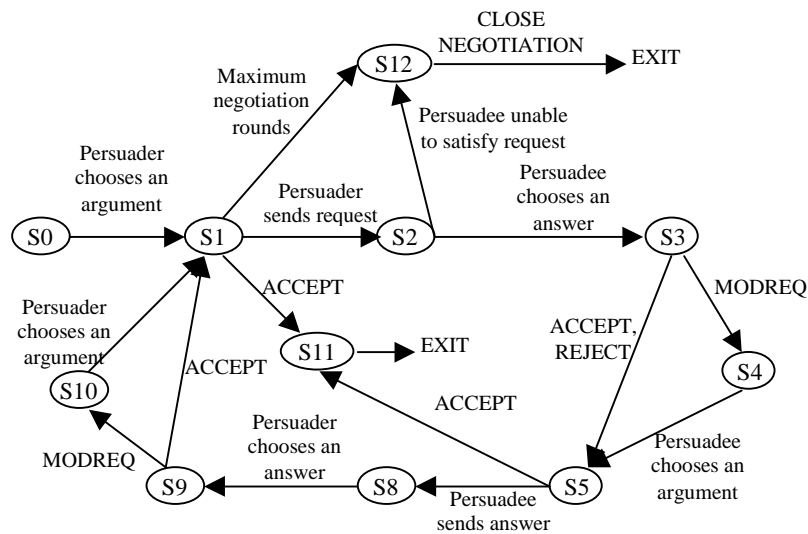 CLOSE
NEGOTIATION
S12
EXIT
Maximum
negotiation
rounds
Persuadee unable
to satisfy request
Persuader
chooses an
argument
Persuader
sends request
Persuadee
chooses an
answer
S0
S1
S2
S3
MODREQ
ACCEPT
Persuader
chooses an
argument
ACCEPT,
REJECT
S11
EXIT
ACCEPT
S4
S10
ACCEPT
Persuader
chooses an
answer
Persuadee
chooses an
argument
MODREQ
S9
S8
S5
Persuadee
sends answer